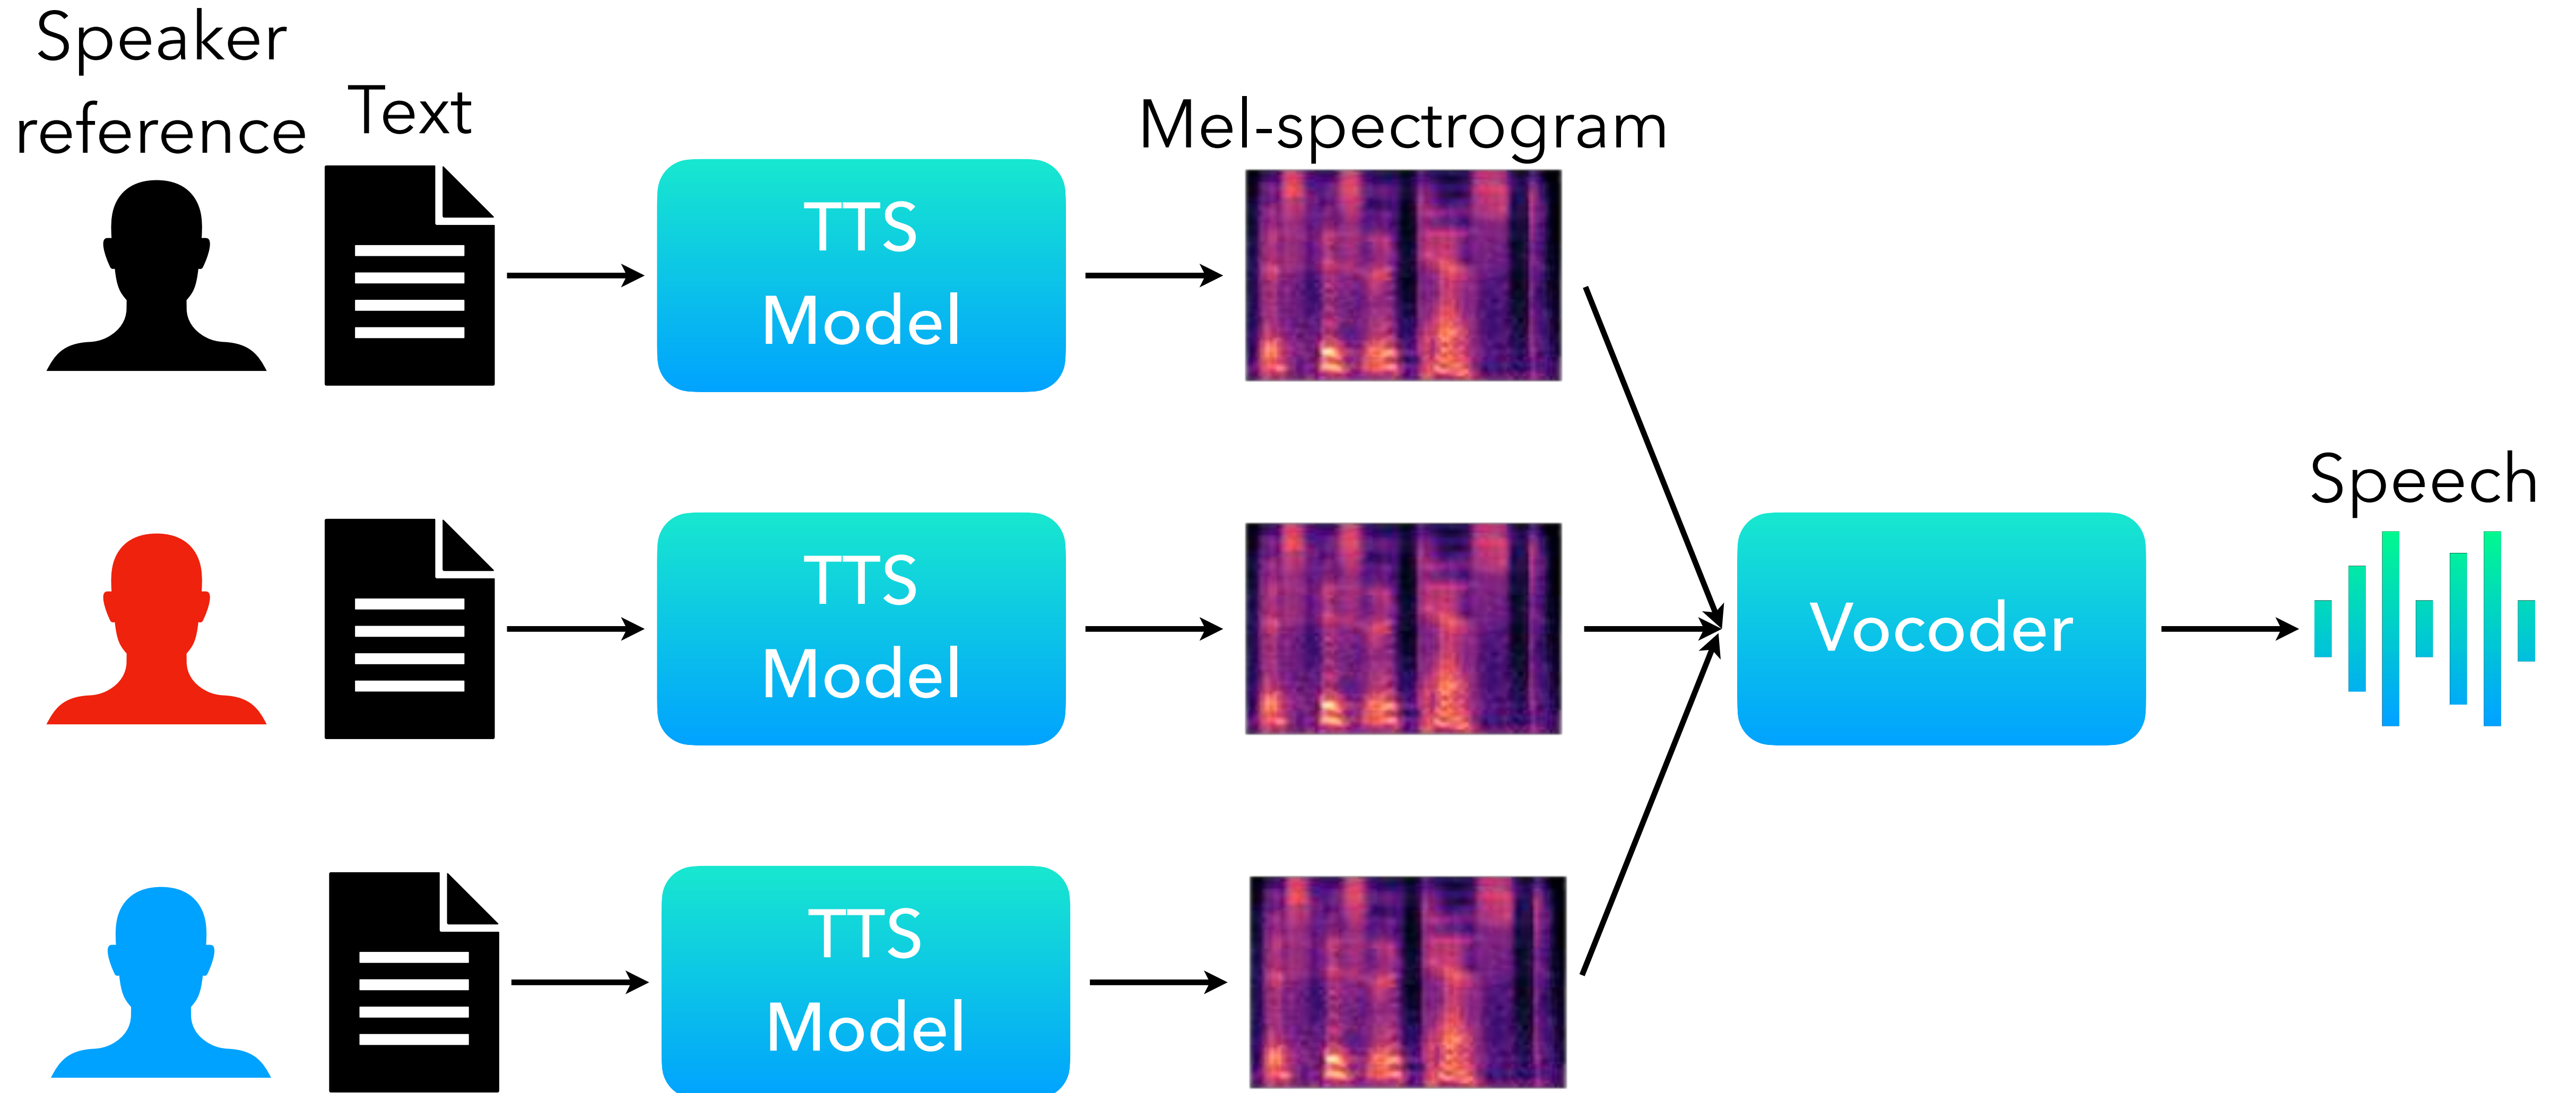 Speaker
reference
Text
Mel-spectrogram
TTS
Model
TTS
Model
Vocoder
Speech
TTS
Model